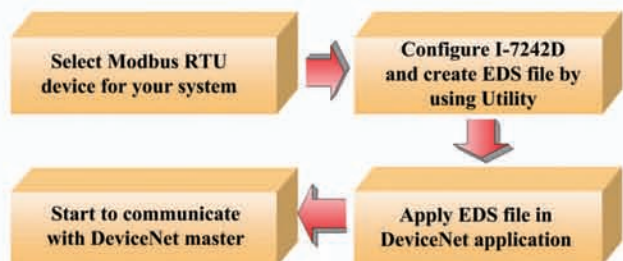 Select Modbus RTU
device for your system
Configure I-7242D
and create EDS file by
using Utility
Apply EDS file in
DeviceNet application
Start to communicate
with DeviceNet master